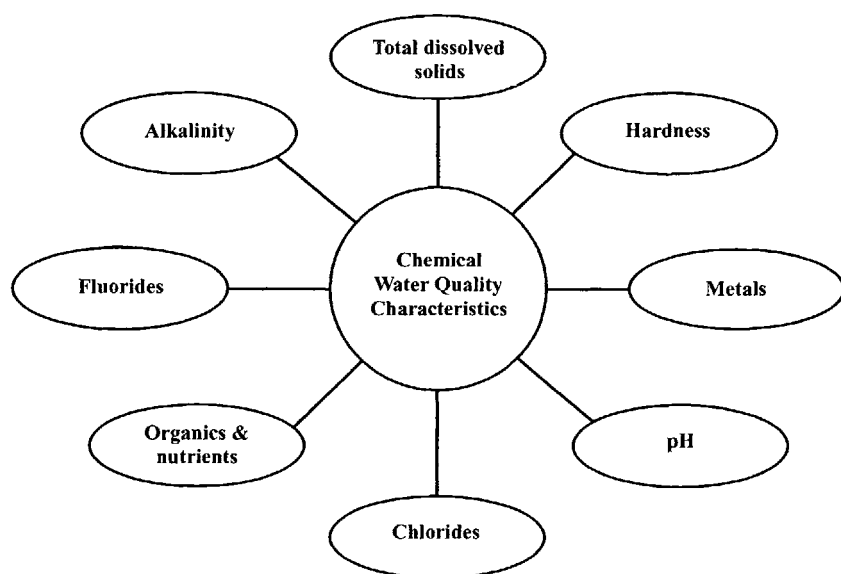 Total dissolved
solids
Alkalinity
Hardness
Chemical
Water Quality
Characteristics
Fluorides
Metals
Organics &
nutrients
pH
Chlorides